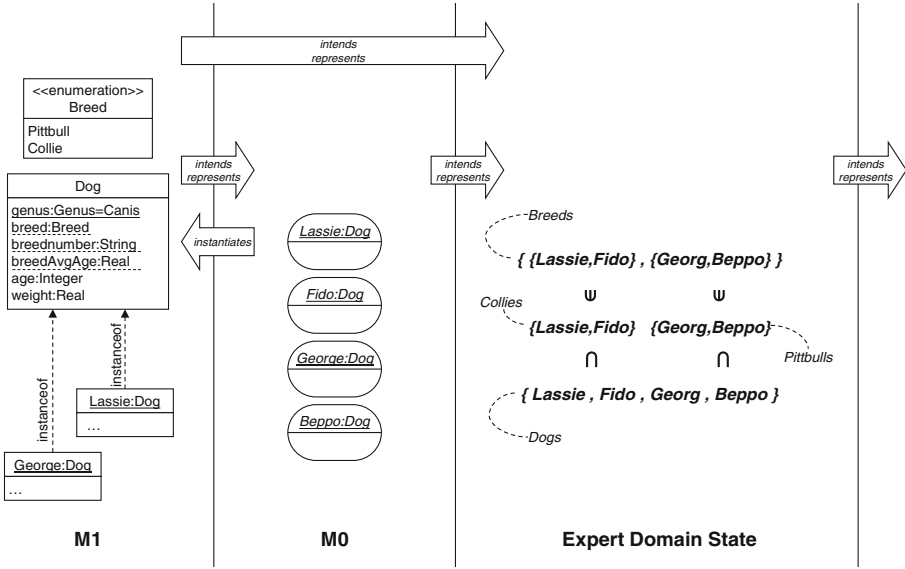 intends
represents
<<enumeration>>
Breed
Pittbull
Collie
intends
represents
intends
represents
intends
represents
Dog
genus:Genus=Canis
breed:Breed
breednumber:String
breedAvgAge:Real
age:Integer
weight:Real
instantiates
Lassie:Dog
Fido:Dog
George:Dog
Beppo:Dog
Breeds
{ {Lassie,Fido} , {Georg,Beppo} }
⋓ ⋓
Collies
{Lassie,Fido} {Georg,Beppo}
Pittbulls
∩ ∩
{ Lassie , Fido , Georg , Beppo }
Dogs
instanceof
instanceof
Lassie:Dog
...
George:Dog
...
M1
M0
Expert Domain State